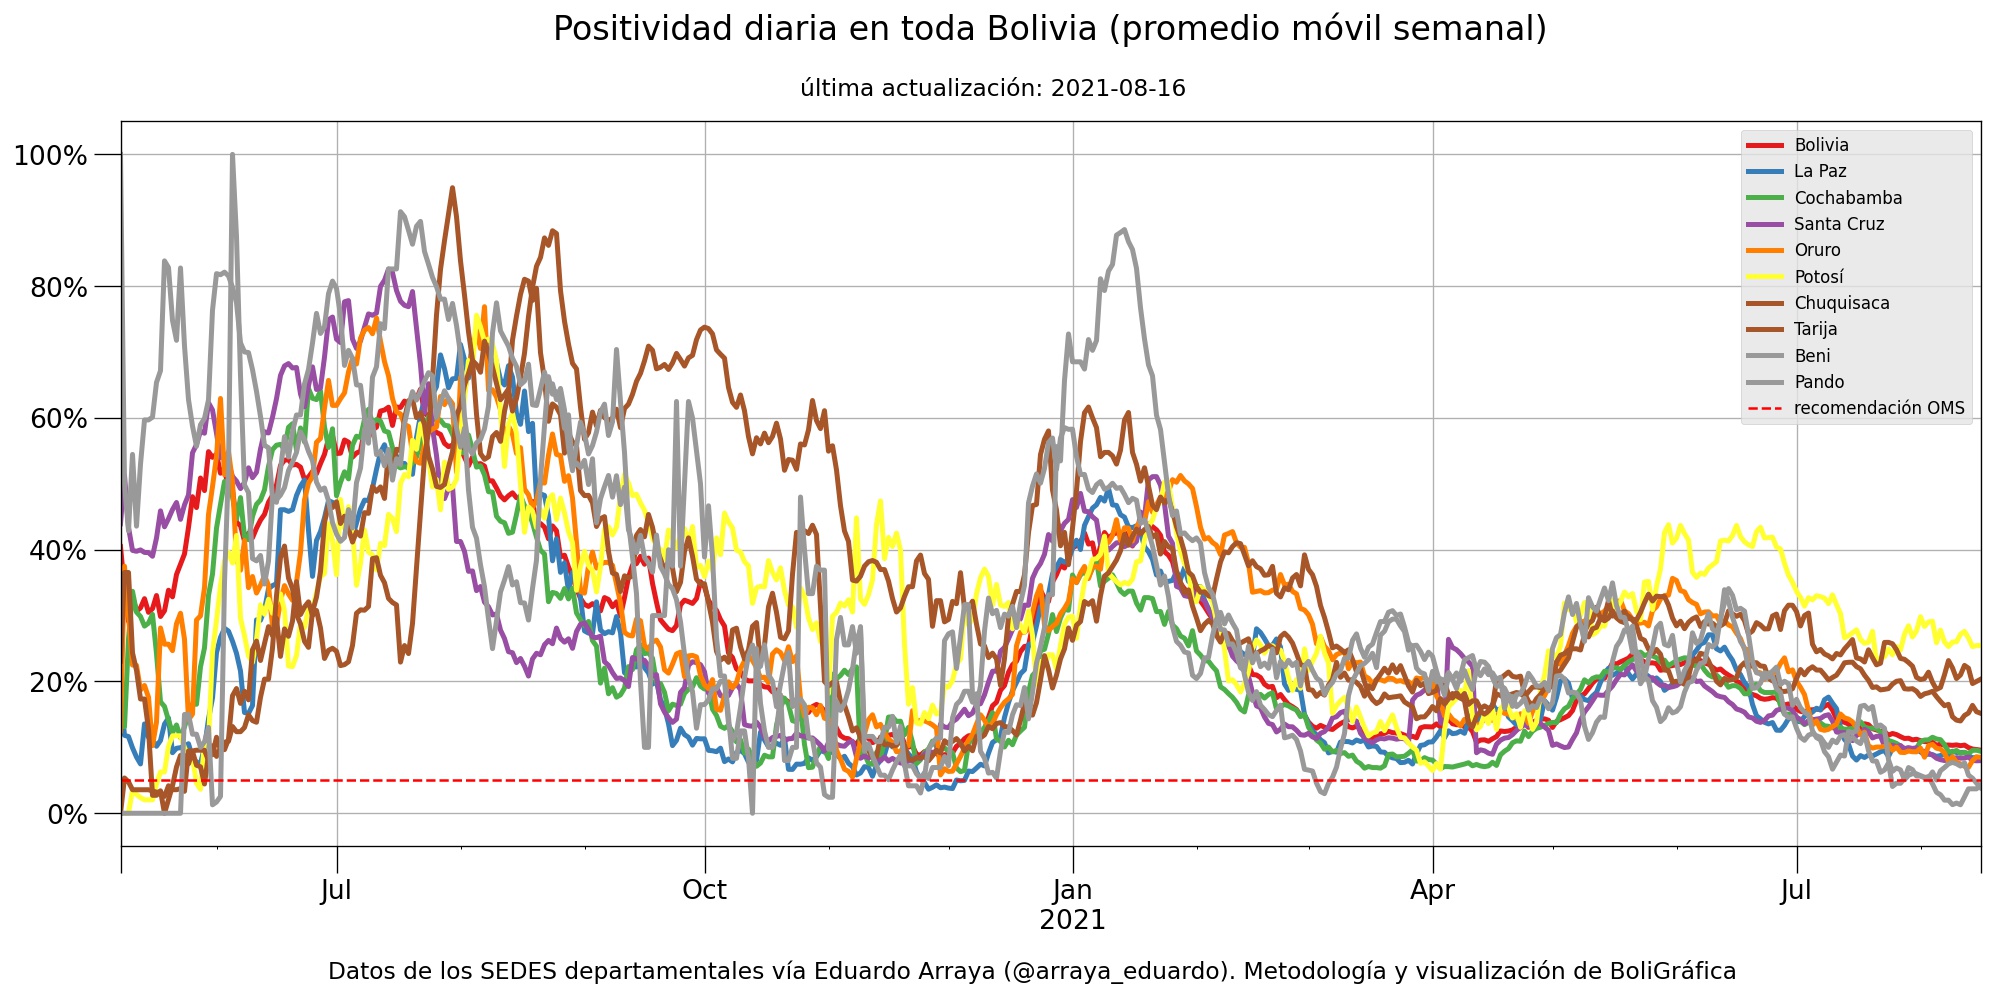 Positividad diaria en toda Bolivia (promedio móvil semanal)
última actualización: 2021-08-16
100%
80%
60%
40%
20%
0%
Bolivia
La Paz
Cochabamba
Santa Cruz
Oruro
Potosí
Chuquisaca
Tarija
Beni
Pando
recomendación OMS
Jul
Oct
Jan
2021
Apr
Jul
Datos de los SEDES departamentales vía Eduardo Arraya (@arraya_eduardo). Metodología y visualización de BoliGráfica